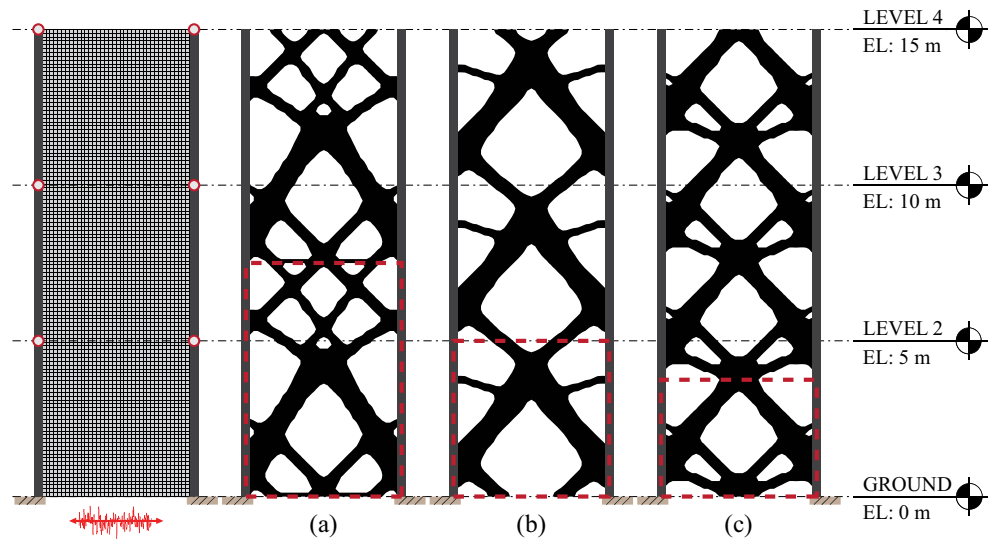 LEVEL 4
EL: 15 m
LEVEL 3
EL: 10 m
LEVEL 2
EL: 5 m
GROUND
EL: 0 m
(a)
(b)
(c)